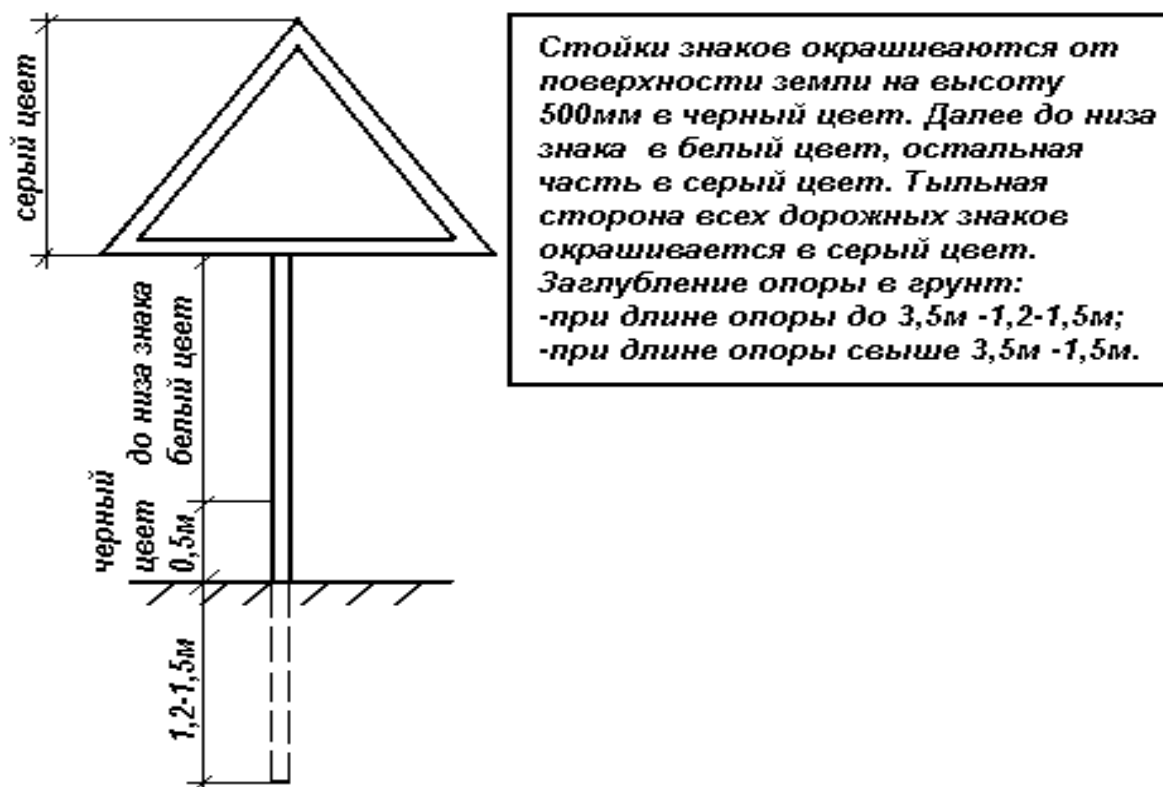 серый цвет
до низа знака
белый цвет
черный
цвет
0,5м
1,2-1,5м
Стойки знаков окрашиваются от
поверхности земли на высоту
500мм в черный цвет. Далее до низа
знака в белый цвет, остальная
часть в серый цвет. Тыльная
сторона всех дорожных знаков
окрашивается в серый цвет.
Заглубление опоры в грунт:
-при длине опоры до 3,5м -1,2-1,5м;
-при длине опоры свыше 3,5м -1,5м.